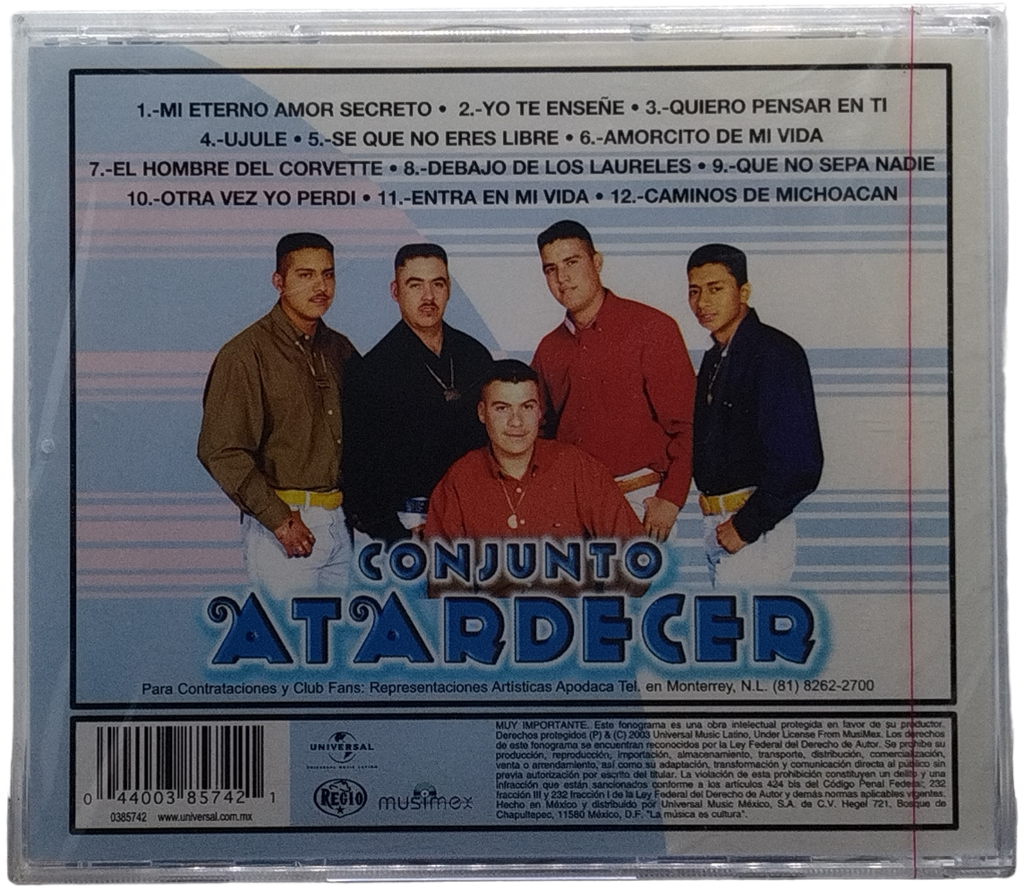 1.-MI ETERNO AMOR SECRETO • 2.-YO TE ENSEÑE • 3.-QUIERO PENSAR EN TI
4.-UJULE • 5.-SE QUE NO ERES LIBRE • 6.-AMORCITO DE MI VIDA
7.-EL HOMBRE DEL CORVETTE • 8.-DEBAJO DE LOS LAURELES • 9.-QUE NO SEPA NADIE
10.-OTRA VEZ YO PERDI • 11.-ENTRA EN MI VIDA • 12.-CAMINOS DE MICHOACAN
CONJUNTO
ATARDECER
Para Contrataciones y Club Fans: Representaciones Artísticas Apodaca Tel. en Monterrey, N.L. (81) 8262-2700
0 44003 85742 1
0385742 www.universal.com.mx
UNIVERSAL
UNIVERSAL MUSIC LATINO
REGIO
musimex
MUY IMPORTANTE. Este fonograma es una obra intelectual protegida en favor de su productor.
Derechos protegidos (P) & (C) 2003 Universal Music Latino, Under License From MusiMex. Los derechos
de este fonograma se encuentran reconocidos por la Ley Federal del Derecho de Autor. Se prohibe su
producción, reproducción, importación, almacenamiento, transporte, distribución, comercialización,
venta o arrendamiento, así como su adaptación, transformación y comunicación directa al público sin
previa autorización por escrito del titular. La violación de esta prohibición constituyen un delito y una
infracción que están sancionados conforme a los artículos 424 bis del Código Penal Federal, 232
fracción III y 232 fracción I de la Ley Federal del Derecho de Autor y demás normas aplicables vigentes.
Hecho en México y distribuido por Universal Music México, S.A. de C.V. Hegel 721, Bosque de
Chapultepec, 11580 México, D.F. "La música es cultura".